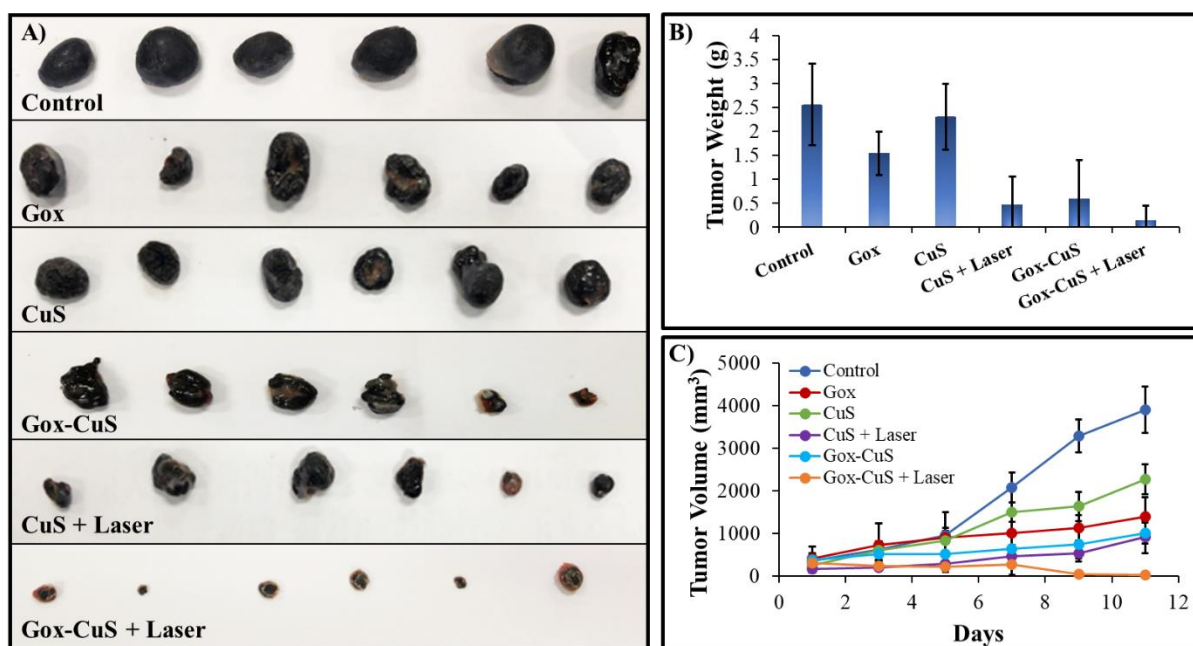 A)
Control
Gox
CuS
Gox-CuS
CuS + Laser
Gox-CuS + Laser
B)
Tumor Weight (g)
4
3.5
3
2.5
2
1.5
1
0.5
0
Control
Gox
CuS
CuS + Laser
Gox-CuS
Gox-CuS + Laser
C)
Tumor Volume (mm³)
5000
4000
3000
2000
1000
0
Control
Gox
CuS
CuS + Laser
Gox-CuS
Gox-CuS + Laser
0 2 4 6 8 10 12
Days